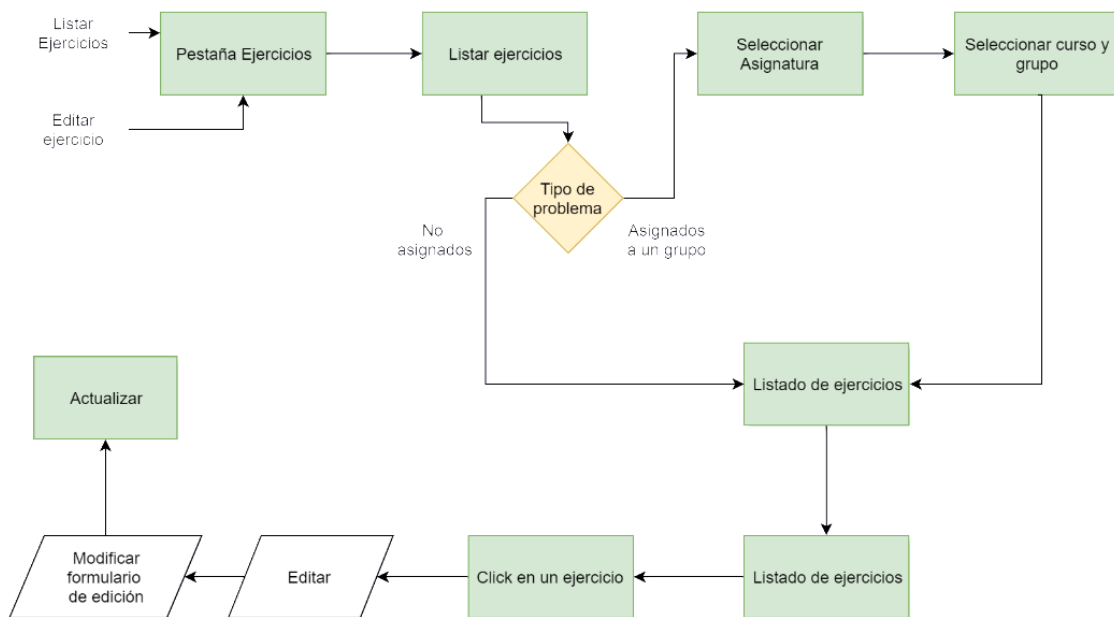 Listar
Ejercicios
Pestaña Ejercicios
Listar ejercicios
Seleccionar
Asignatura
Seleccionar curso y
grupo
Editar
ejercicio
Tipo de
problema
No
asignados
Asignados
a un grupo
Listado de ejercicios
Actualizar
Modificar
formulario
de edición
Editar
Click en un ejercicio
Listado de ejercicios